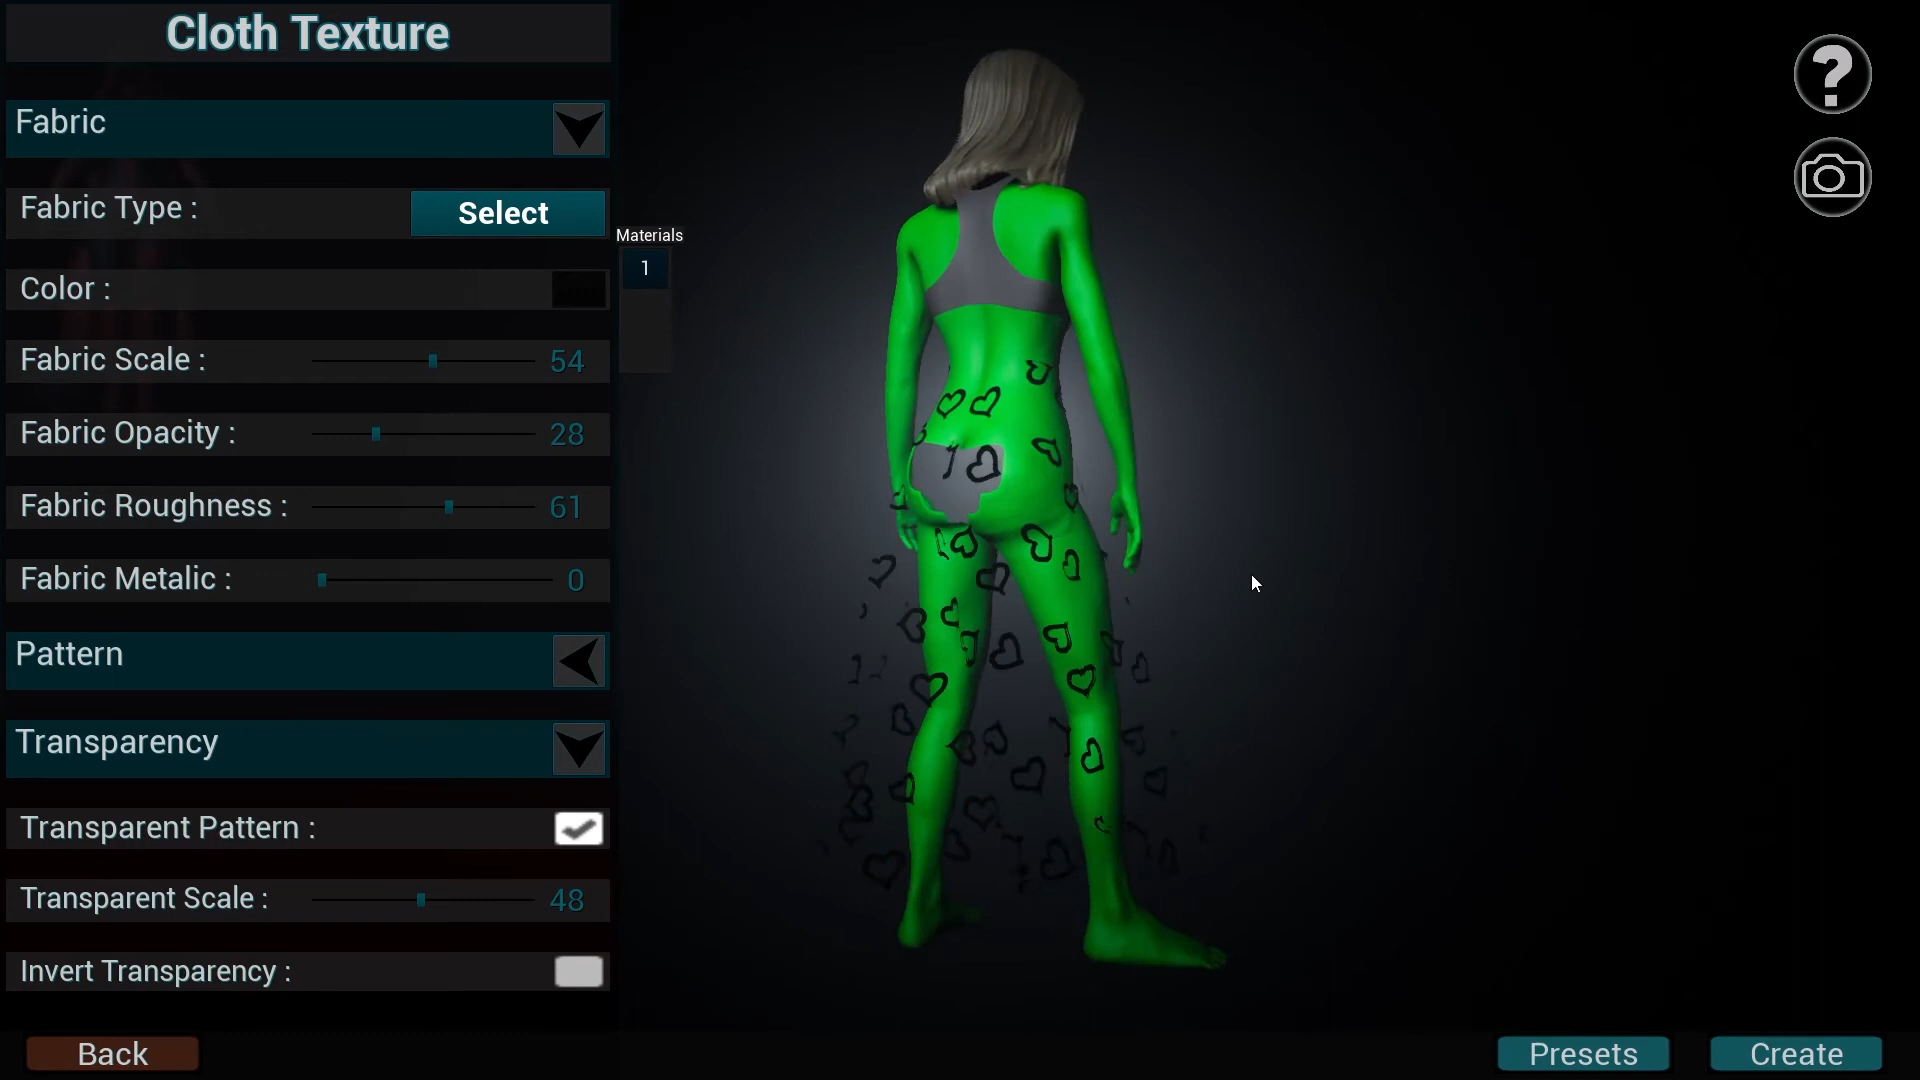 Cloth Texture
Fabric
Fabric Type : Select
Materials
1
Color :
Fabric Scale : 54
Fabric Opacity : 28
Fabric Roughness : 61
Fabric Metalic : 0
Pattern
Transparency
Transparent Pattern :
Transparent Scale : 48
Invert Transparency :
Back
Presets
Create
?